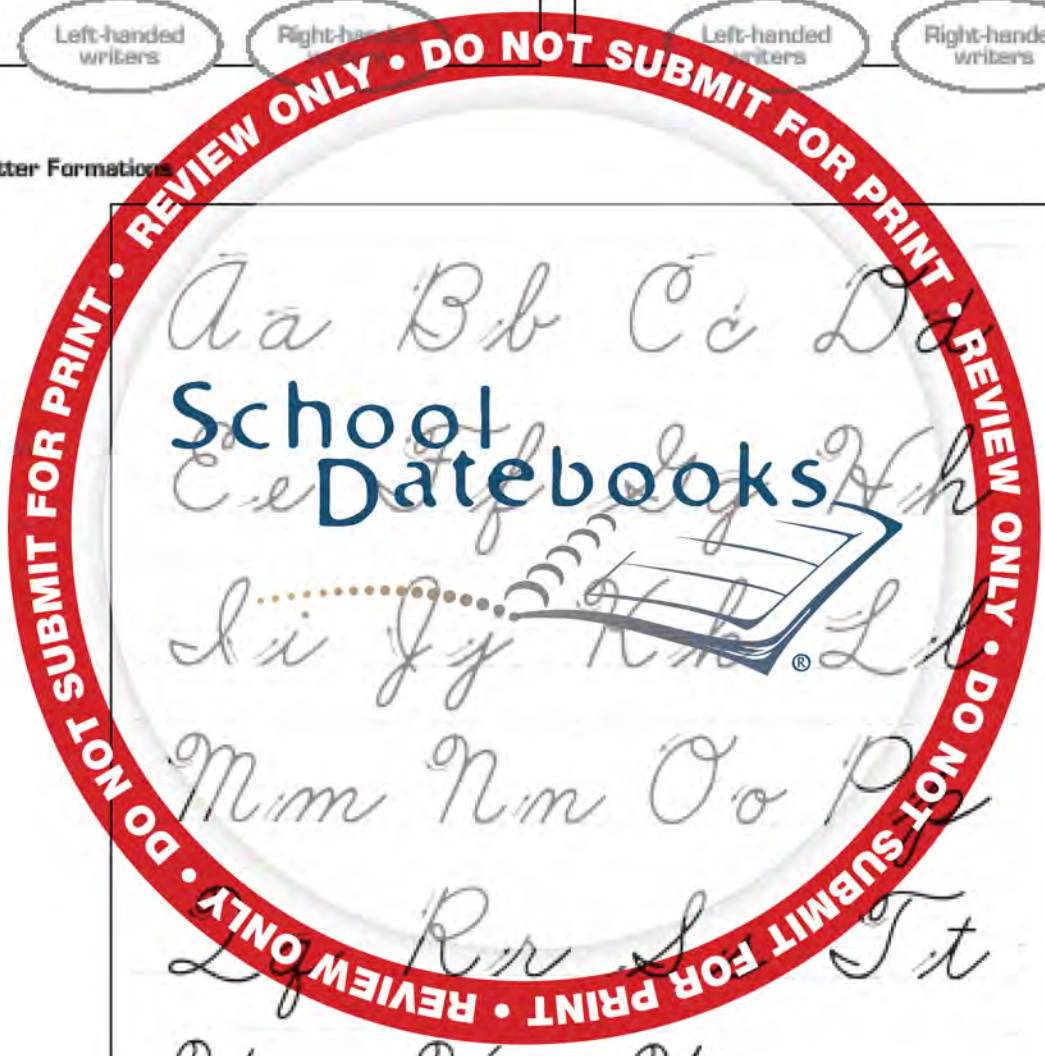 Left-handed Right-handed Left-handed Right-hande
writers writers writers
tter Formations
REVIEW ONLY • DO NOT SUBMIT FOR PRINT • REVIEW ONLY • DO NOT SUBMIT FOR PRINT • REVIEW ONLY • DO NOT SUBMIT FOR PRINT •
Aa Bb Cc Dd
School
Datebooks
Ee Ff Gg Hh
®
Ii Jj Kk Ll
Mm Nn Oo Pp
Qq Rr Ss Tt